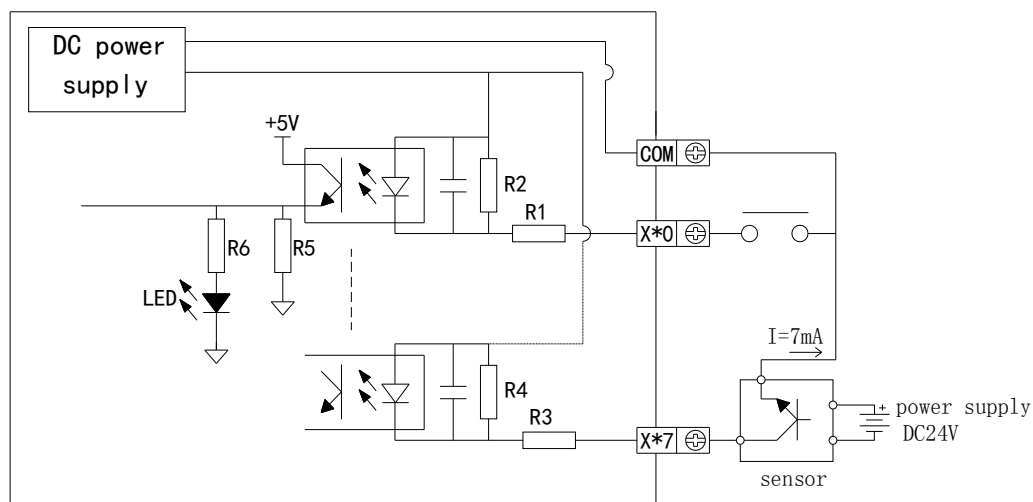 DC power
supply
+5V
COM
R2
R1
X*0
R6
R5
LED
I=7mA
R4
R3
+
power supply
DC24V
X*7
sensor